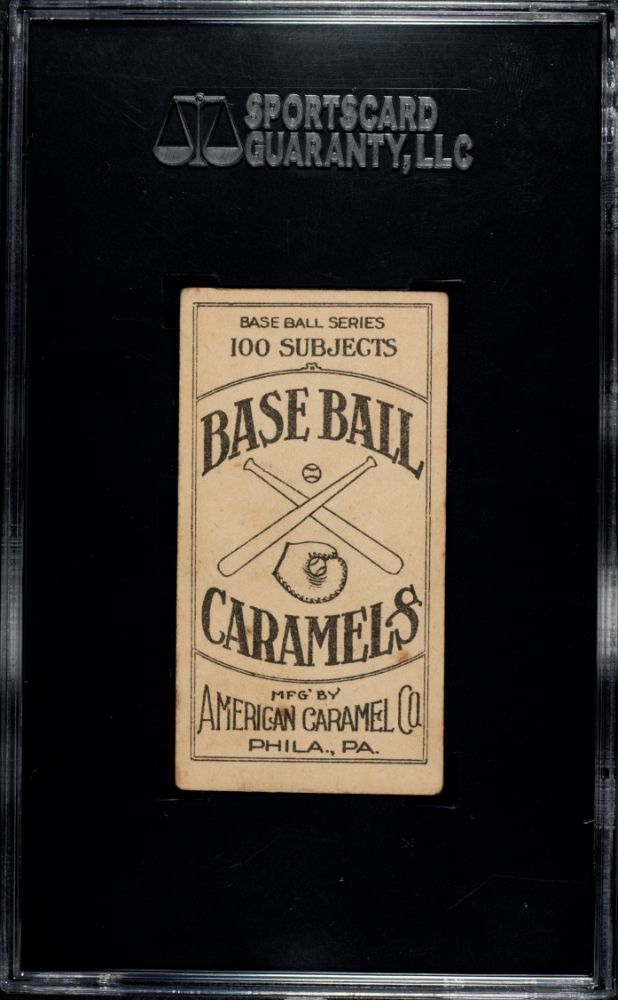 SPORTSCARD
GUARANTY, LLC
BASE BALL SERIES
100 SUBJECTS
BASE BALL
CARAMELS
MFG' BY
AMERICAN CARAMEL CO.
PHILA., PA.